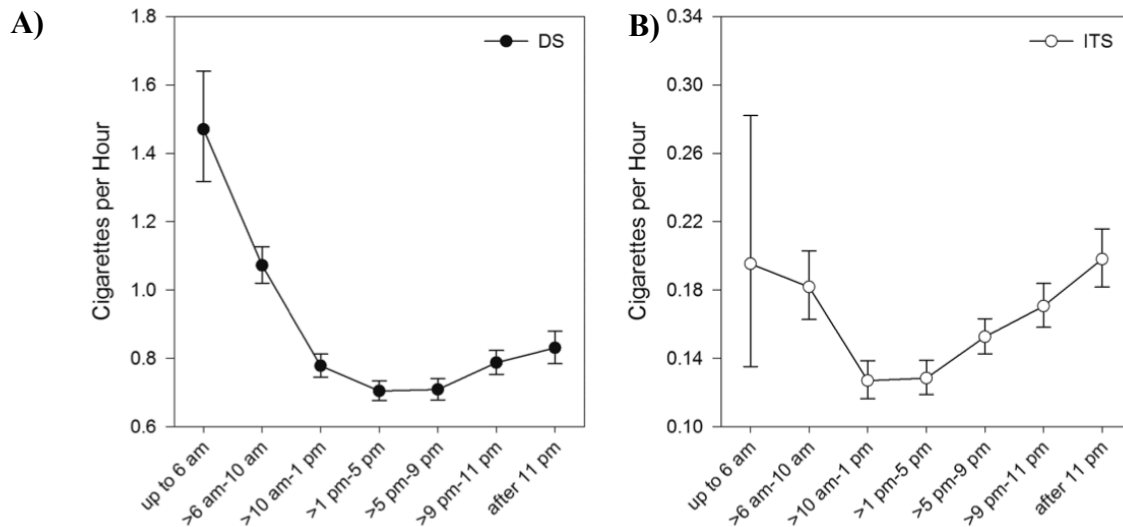 A)
DS
1.8
1.6
1.4
1.2
1.0
0.8
0.6
Cigarettes per Hour
up to 6 am
>6 am-10 am
>10 am-1 pm
>1 pm-5 pm
>5 pm-9 pm
>9 pm-11 pm
after 11 pm
B)
ITS
0.34
0.30
0.26
0.22
0.18
0.14
0.10
Cigarettes per Hour
up to 6 am
>6 am-10 am
>10 am-1 pm
>1 pm-5 pm
>5 pm-9 pm
>9 pm-11 pm
after 11 pm